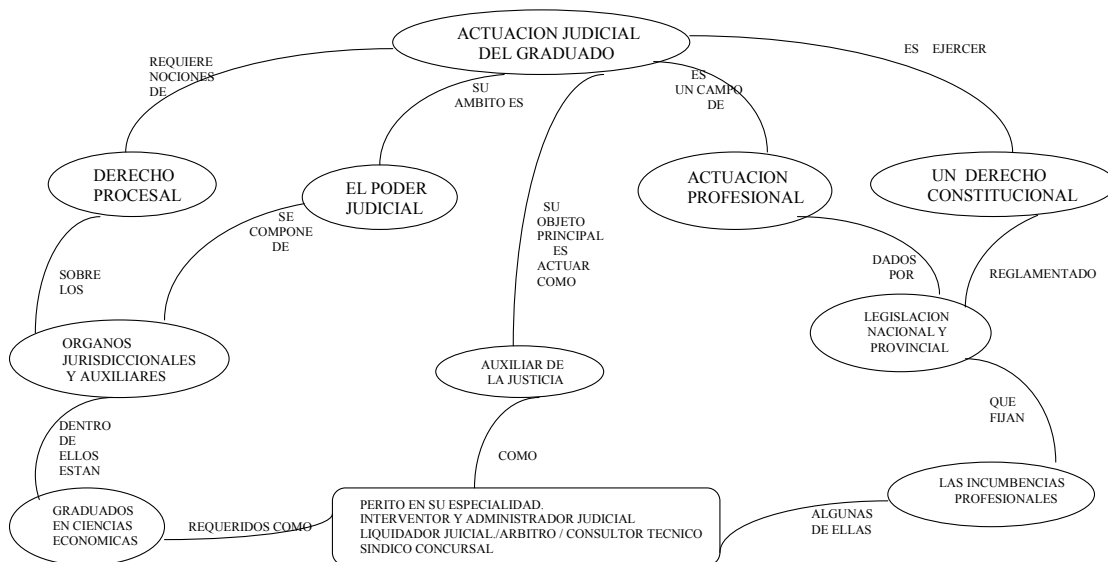 ACTUACION JUDICIAL
DEL GRADUADO
REQUIERE
NOCIONES
DE
SU
AMBITO ES
ES
UN CAMPO
DE
ES EJERCER
DERECHO
PROCESAL
EL PODER
JUDICIAL
ACTUACION
PROFESIONAL
UN DERECHO
CONSTITUCIONAL
SE
COMPONE
DE
SU
OBJETO
PRINCIPAL
ES
ACTUAR
COMO
SOBRE
LOS
DADOS
POR
REGLAMENTADO
ORGANOS
JURISDICCIONALES
Y AUXILIARES
AUXILIAR DE
LA JUSTICIA
LEGISLACION
NACIONAL Y
PROVINCIAL
DENTRO
DE
ELLOS
ESTAN
COMO
QUE
FIJAN
GRADUADOS
EN CIENCIAS
ECONOMICAS
REQUERIDOS COMO
PERITO EN SU ESPECIALIDAD.
INTERVENTOR Y ADMINISTRADOR JUDICIAL
LIQUIDADOR JUICIAL./ARBITRO / CONSULTOR TECNICO
SINDICO CONCURSAL
ALGUNAS
DE ELLAS
LAS INCUMBENCIAS
PROFESIONALES